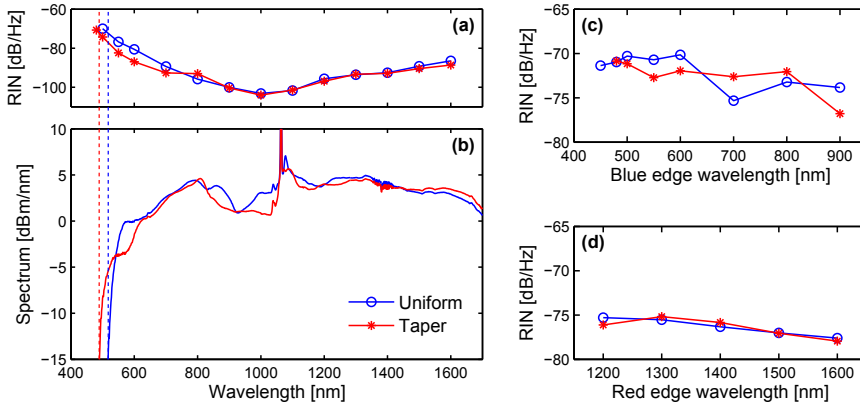 (a)
RIN [dB/Hz]
−60
−80
−100
(b)
Spectrum [dBm/nm]
10
5
0
−5
−10
−15
Uniform
Taper
400 600 800 1000 1200 1400 1600
Wavelength [nm]
(c)
RIN [dB/Hz]
−65
−70
−75
−80
400 500 600 700 800 900
Blue edge wavelength [nm]
(d)
RIN [dB/Hz]
−65
−70
−75
−80
1200 1300 1400 1500 1600
Red edge wavelength [nm]